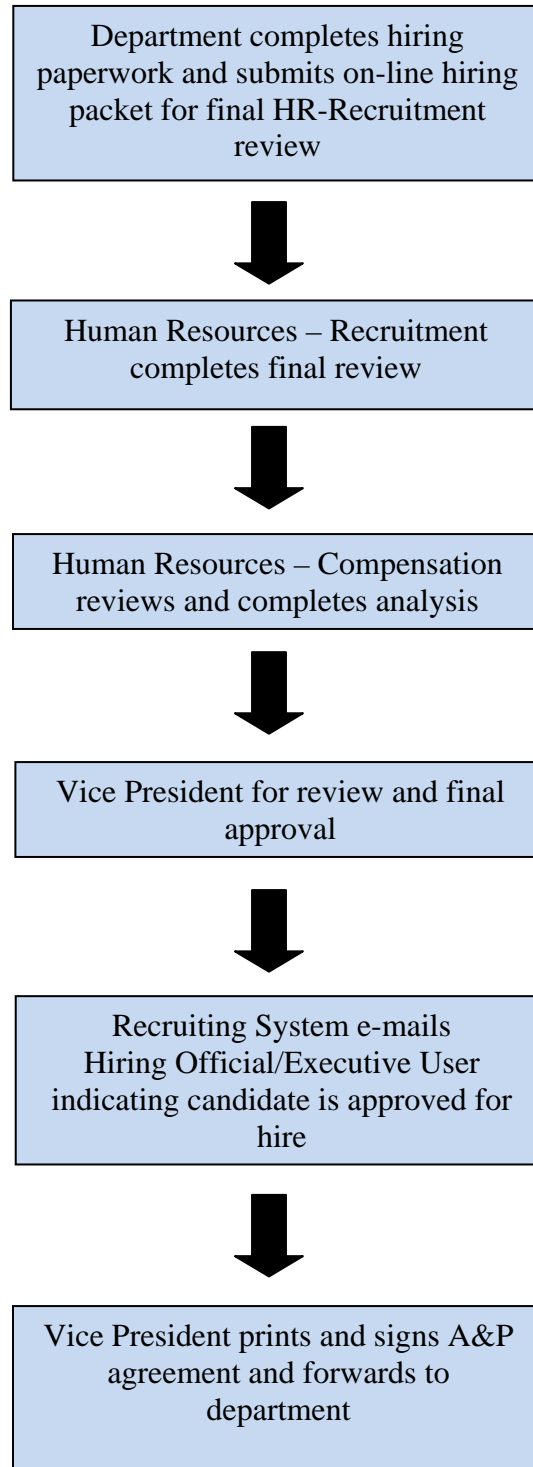 Department completes hiring
paperwork and submits on-line hiring
packet for final HR-Recruitment
review
Human Resources – Recruitment
completes final review
Human Resources – Compensation
reviews and completes analysis
Vice President for review and final
approval
Recruiting System e-mails
Hiring Official/Executive User
indicating candidate is approved for
hire
Vice President prints and signs A&P
agreement and forwards to
department